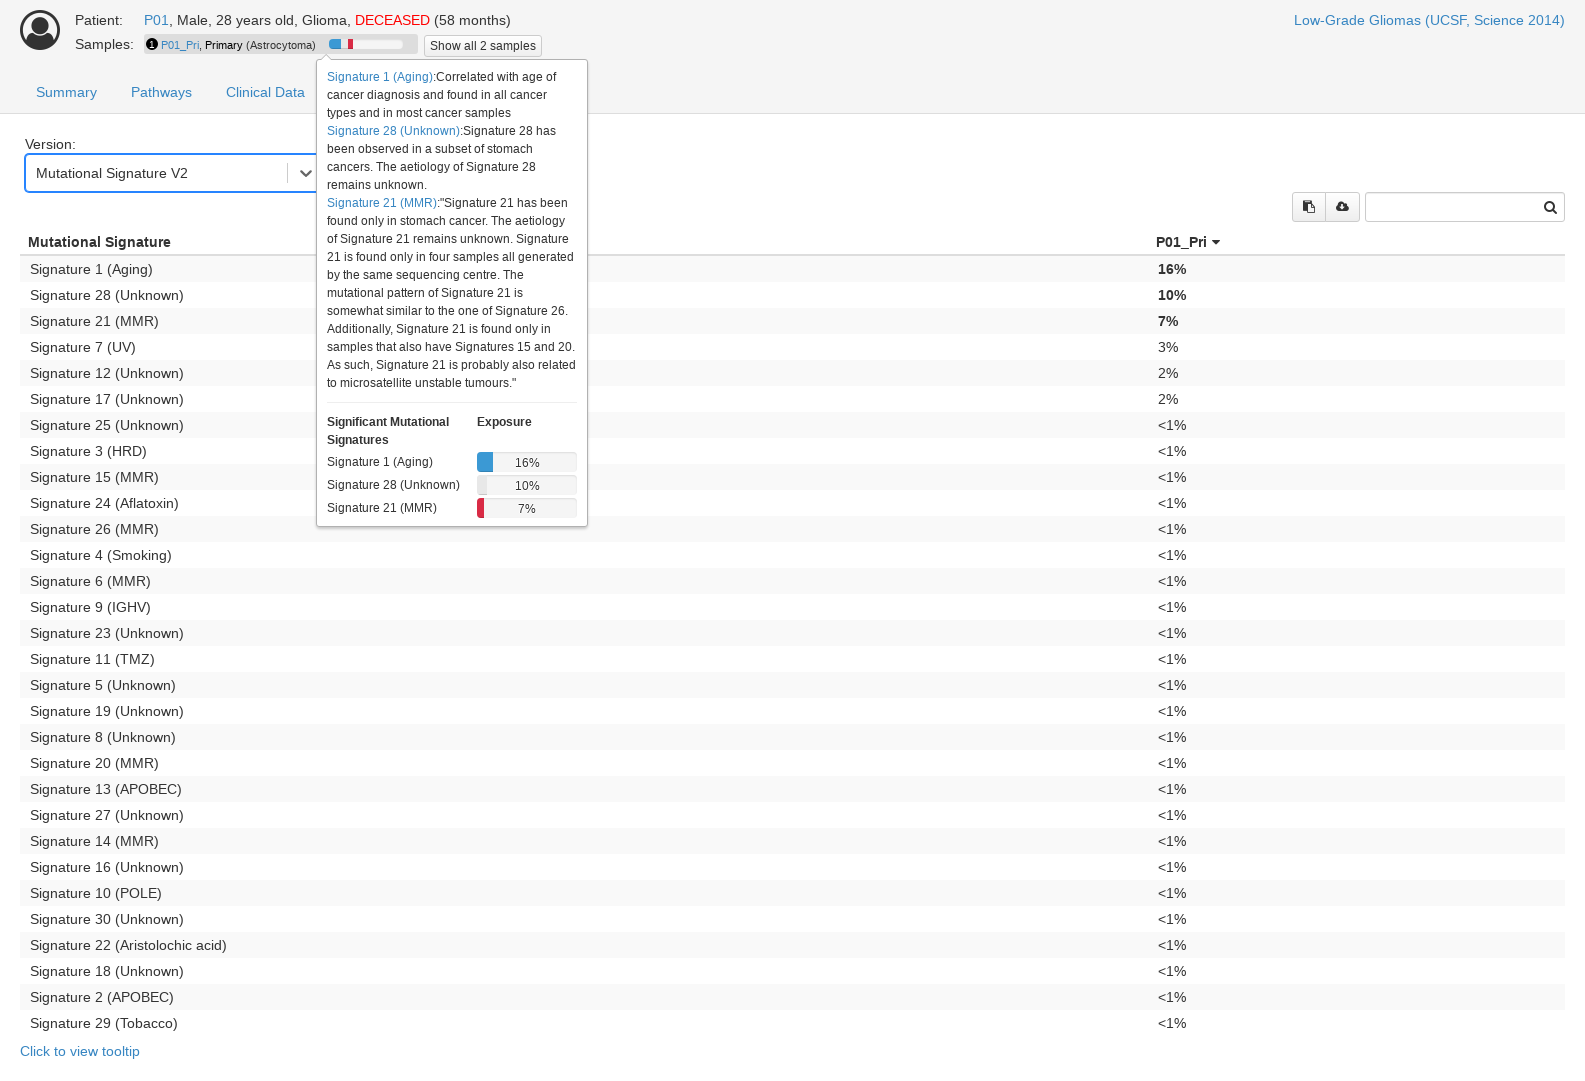 Patient: P01, Male, 28 years old, Glioma, DECEASED (58 months)
Low-Grade Gliomas (UCSF, Science 2014)
Samples: 1 P01_Pri, Primary (Astrocytoma) Show all 2 samples
Summary Pathways Clinical Data
Signature 1 (Aging):Correlated with age of
cancer diagnosis and found in all cancer
types and in most cancer samples
Signature 28 (Unknown):Signature 28 has
been observed in a subset of stomach
cancers. The aetiology of Signature 28
remains unknown.
Signature 21 (MMR):"Signature 21 has been
found only in stomach cancer. The aetiology
of Signature 21 remains unknown. Signature
21 is found only in four samples all generated
by the same sequencing centre. The
mutational pattern of Signature 21 is
somewhat similar to the one of Signature 26.
Additionally, Signature 21 is found only in
samples that also have Signatures 15 and 20.
As such, Signature 21 is probably also related
to microsatellite unstable tumours."
Significant Mutational
Signatures
Exposure
Signature 1 (Aging) 16%
Signature 28 (Unknown) 10%
Signature 21 (MMR) 7%
Version:
Mutational Signature V2
Mutational Signature P01_Pri
Signature 1 (Aging) 16%
Signature 28 (Unknown) 10%
Signature 21 (MMR) 7%
Signature 7 (UV) 3%
Signature 12 (Unknown) 2%
Signature 17 (Unknown) 2%
Signature 25 (Unknown) <1%
Signature 3 (HRD) <1%
Signature 15 (MMR) <1%
Signature 24 (Aflatoxin) <1%
Signature 26 (MMR) <1%
Signature 4 (Smoking) <1%
Signature 6 (MMR) <1%
Signature 9 (IGHV) <1%
Signature 23 (Unknown) <1%
Signature 11 (TMZ) <1%
Signature 5 (Unknown) <1%
Signature 19 (Unknown) <1%
Signature 8 (Unknown) <1%
Signature 20 (MMR) <1%
Signature 13 (APOBEC) <1%
Signature 27 (Unknown) <1%
Signature 14 (MMR) <1%
Signature 16 (Unknown) <1%
Signature 10 (POLE) <1%
Signature 30 (Unknown) <1%
Signature 22 (Aristolochic acid) <1%
Signature 18 (Unknown) <1%
Signature 2 (APOBEC) <1%
Signature 29 (Tobacco) <1%
Click to view tooltip